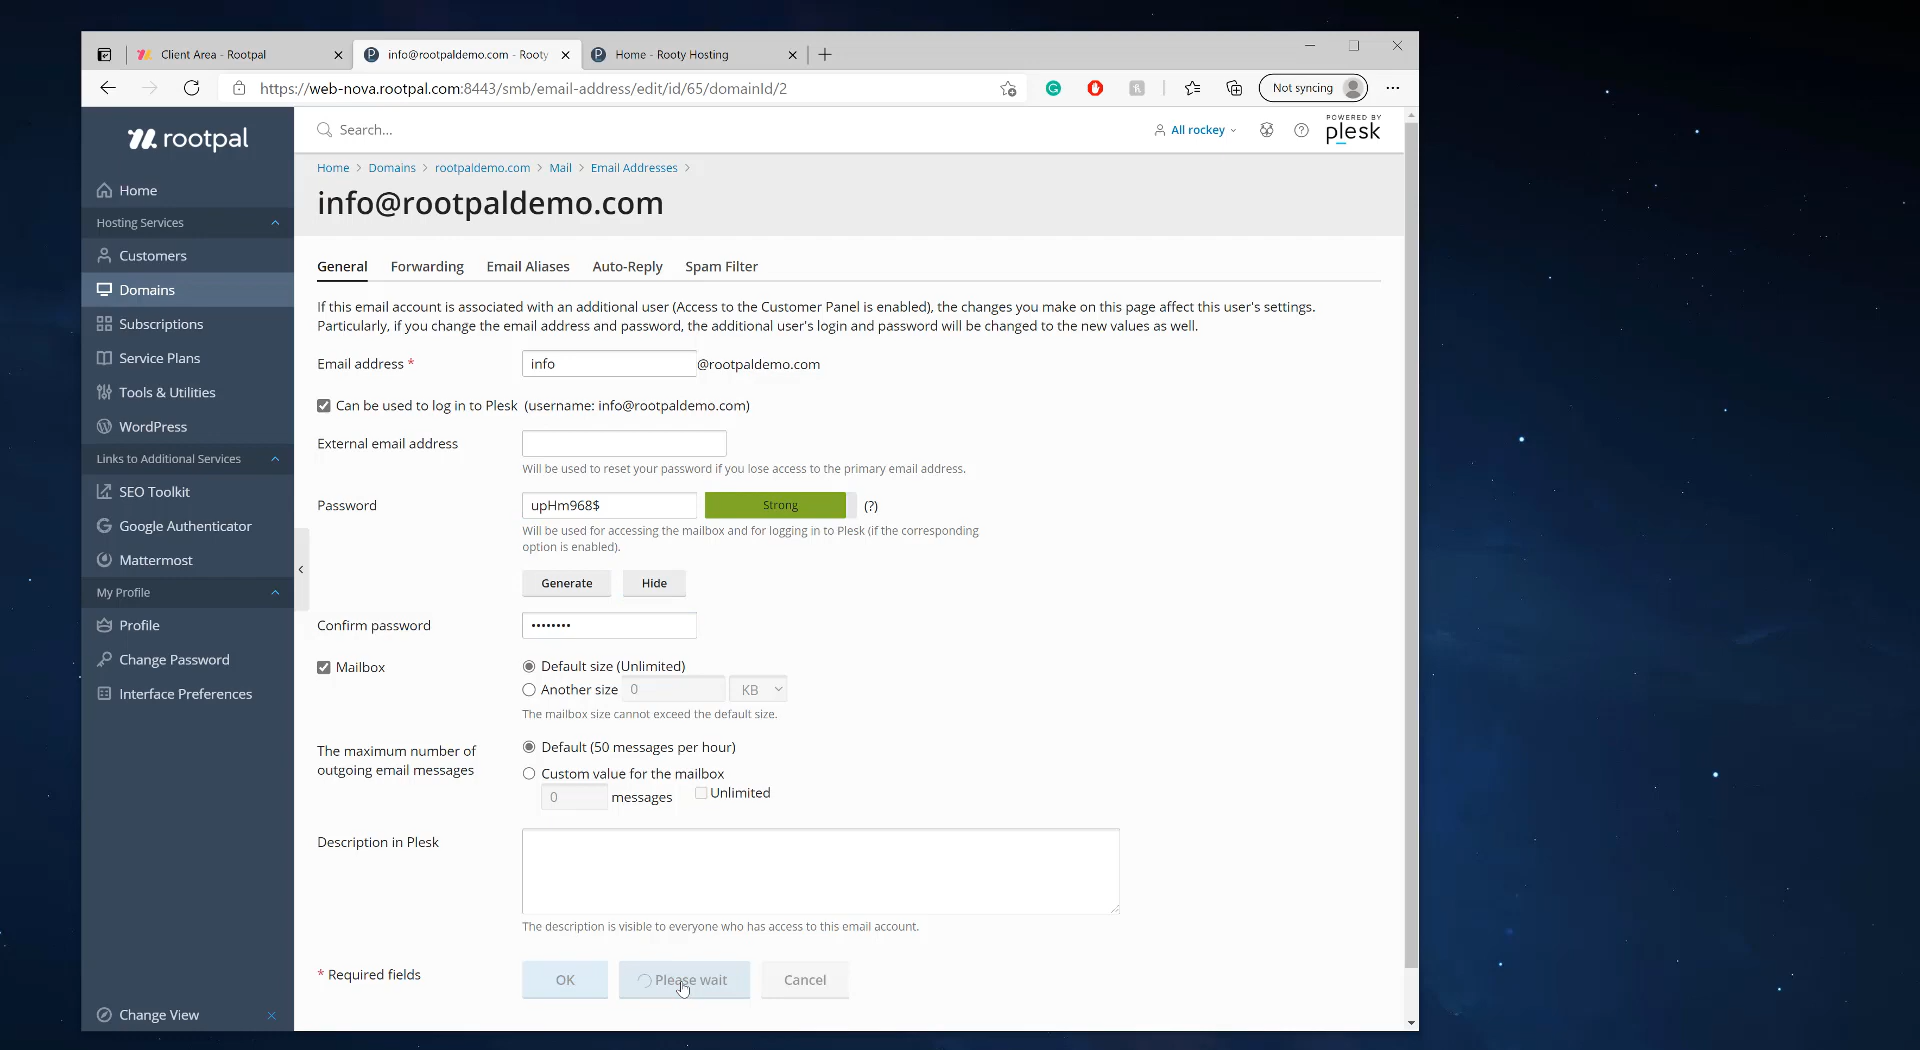 Client Area - Rootpal
info@rootpaldemo.com - Rooty
Home - Rooty Hosting
https://web-nova.rootpal.com:8443/smb/email-address/edit/id/65/domainId/2
Not syncing
rootpal
Search...
All rockey
POWERED BY
plesk
Home
Hosting Services
Customers
Domains
Subscriptions
Service Plans
Tools & Utilities
WordPress
Links to Additional Services
SEO Toolkit
Google Authenticator
Mattermost
My Profile
Profile
Change Password
Interface Preferences
Change View
Home > Domains > rootpaldemo.com > Mail > Email Addresses >
info@rootpaldemo.com
General Forwarding Email Aliases Auto-Reply Spam Filter
If this email account is associated with an additional user (Access to the Customer Panel is enabled), the changes you make on this page affect this user's settings.
Particularly, if you change the email address and password, the additional user's login and password will be changed to the new values as well.
Email address * info @rootpaldemo.com
Can be used to log in to Plesk (username: info@rootpaldemo.com)
External email address
Will be used to reset your password if you lose access to the primary email address.
Password upHm968$ Strong (?)
Will be used for accessing the mailbox and for logging in to Plesk (if the corresponding
option is enabled).
Generate Hide
Confirm password ••••••••
Mailbox Default size (Unlimited)
Another size 0 KB
The mailbox size cannot exceed the default size.
The maximum number of
outgoing email messages
Default (50 messages per hour)
Custom value for the mailbox
0 messages Unlimited
Description in Plesk
The description is visible to everyone who has access to this email account.
* Required fields OK Please wait Cancel